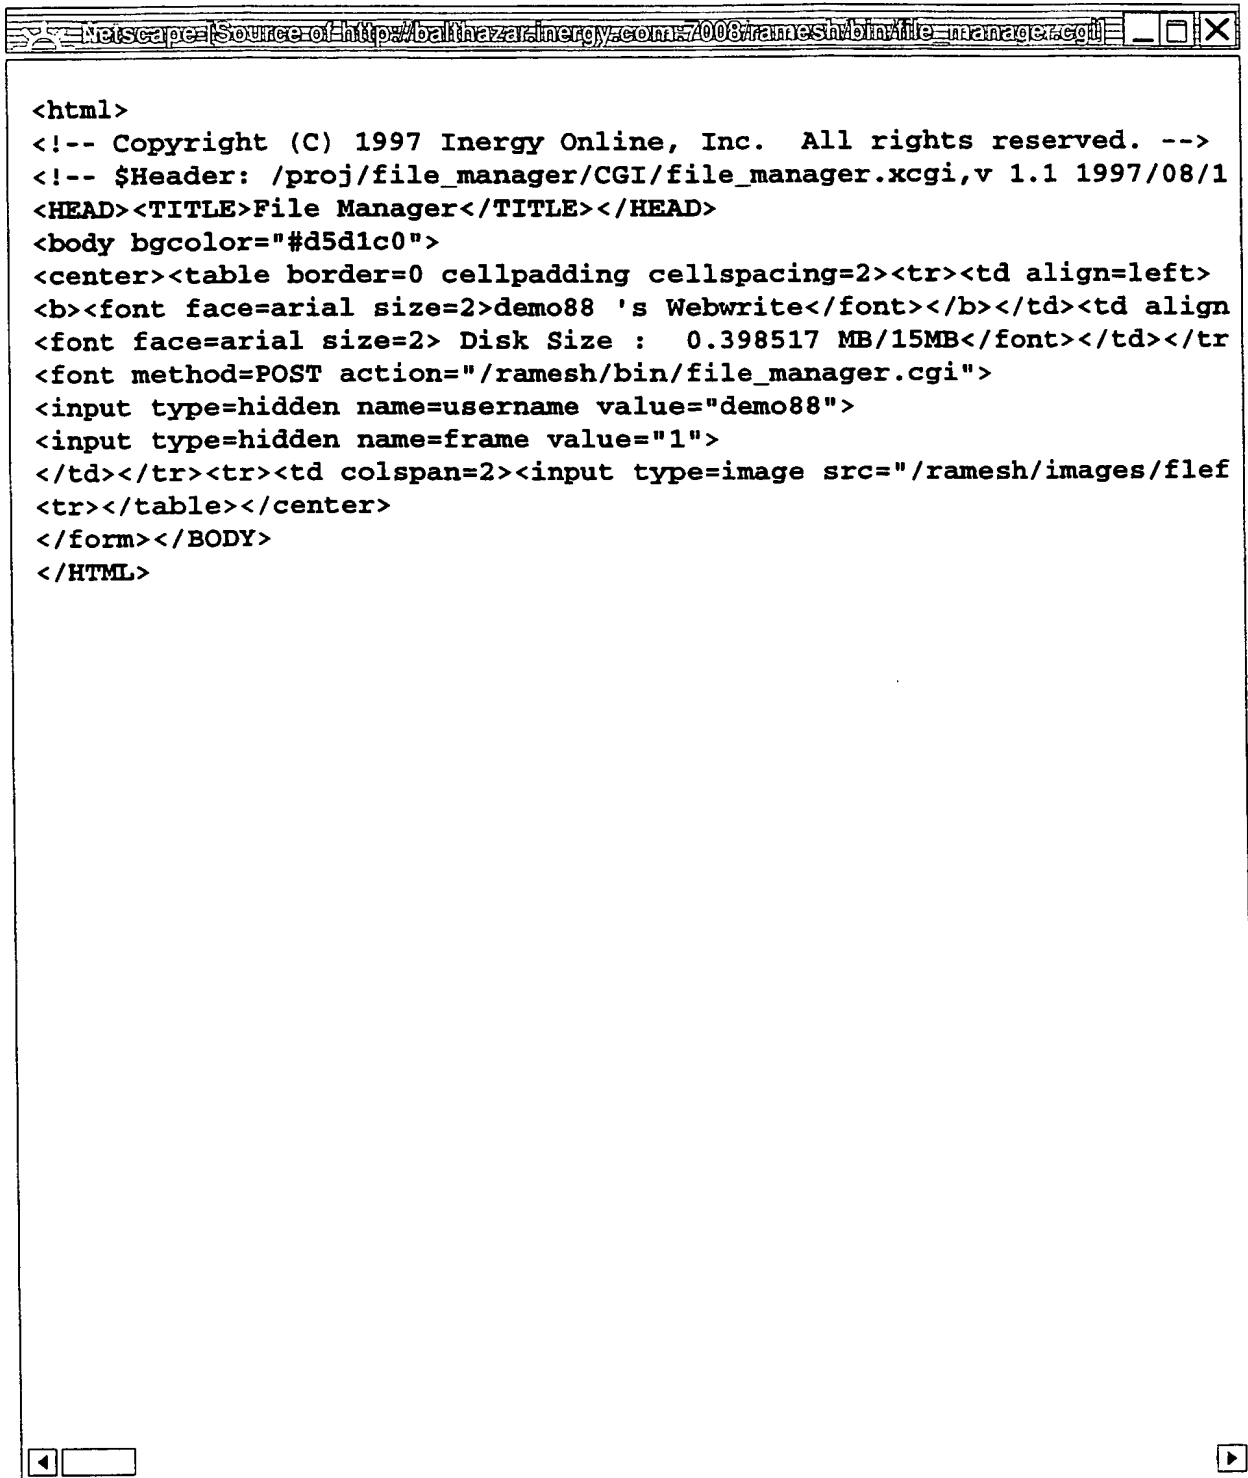 Netscape-[Source of http://balthazar.inergy.com:7008/ramesh/bin/file_manager.cgi]
<html>
<!-- Copyright (C) 1997 Inergy Online, Inc.  All rights reserved. -->
<!-- $Header: /proj/file_manager/CGI/file_manager.xcgi,v 1.1 1997/08/1
<HEAD><TITLE>File Manager</TITLE></HEAD>
<body bgcolor="#d5d1c0">
<center><table border=0 cellpadding cellspacing=2><tr><td align=left>
<b><font face=arial size=2>demo88 's Webwrite</font></b></td><td align
<font face=arial size=2> Disk Size :  0.398517 MB/15MB</font></td></tr
<font method=POST action="/ramesh/bin/file_manager.cgi">
<input type=hidden name=username value="demo88">
<input type=hidden name=frame value="1">
</td></tr><tr><td colspan=2><input type=image src="/ramesh/images/flef
<tr></table></center>
</form></BODY>
</HTML>